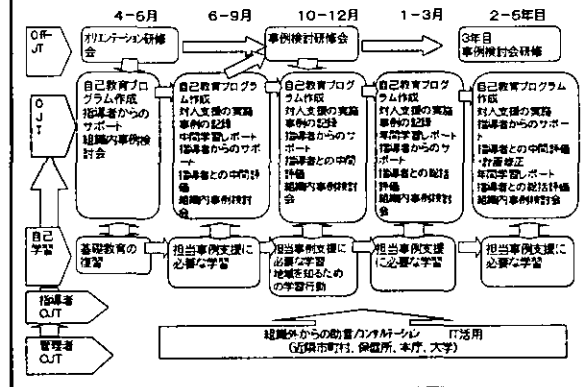 4-5月 6-9月 10-12月 1-3月 2-5年目
Off-
JT
オリエンテーション研修
会
事例検討研修会
3年目
事例検討会研修
O
J
T
自己教育プロ
グラム作成
指導者からの
サポート
組織内事例検
討会
自己教育プログラ
ム作成
対人支援の実施
事例の記録
中間学習レポート
指導者からのサポ
ート
指導者との中間評
価
組織内事例検討
会
自己教育プログ
ラム作成
対人支援の実施
事例の記録
指導者からのサ
ポート
指導者との中間
評価
組織内事例検討
会
自己教育プログ
ラム作成
対人支援の実施
事例の記録
年間学習レポート
指導者からのサ
ポート
指導者との総括
評価
組織内事例検討
会
自己教育プログラ
ム作成
指導者からのサポ
ート
指導者との中間評価
・計画修正
年間学習レポート
指導者との総括評価
組織内事例検討会
自己
学習
基礎教育の
復習
担当事例支援に
必要な学習
担当事例支援に
必要な学習
地域を知るため
の学習行動
担当事例支援
に必要な学習
担当事例支援に
必要な学習
指導者
OJT
管理者
OJT
組織外からの助言/コンサルテーション IT活用
(近隣市町村、保健所、本庁、大学)